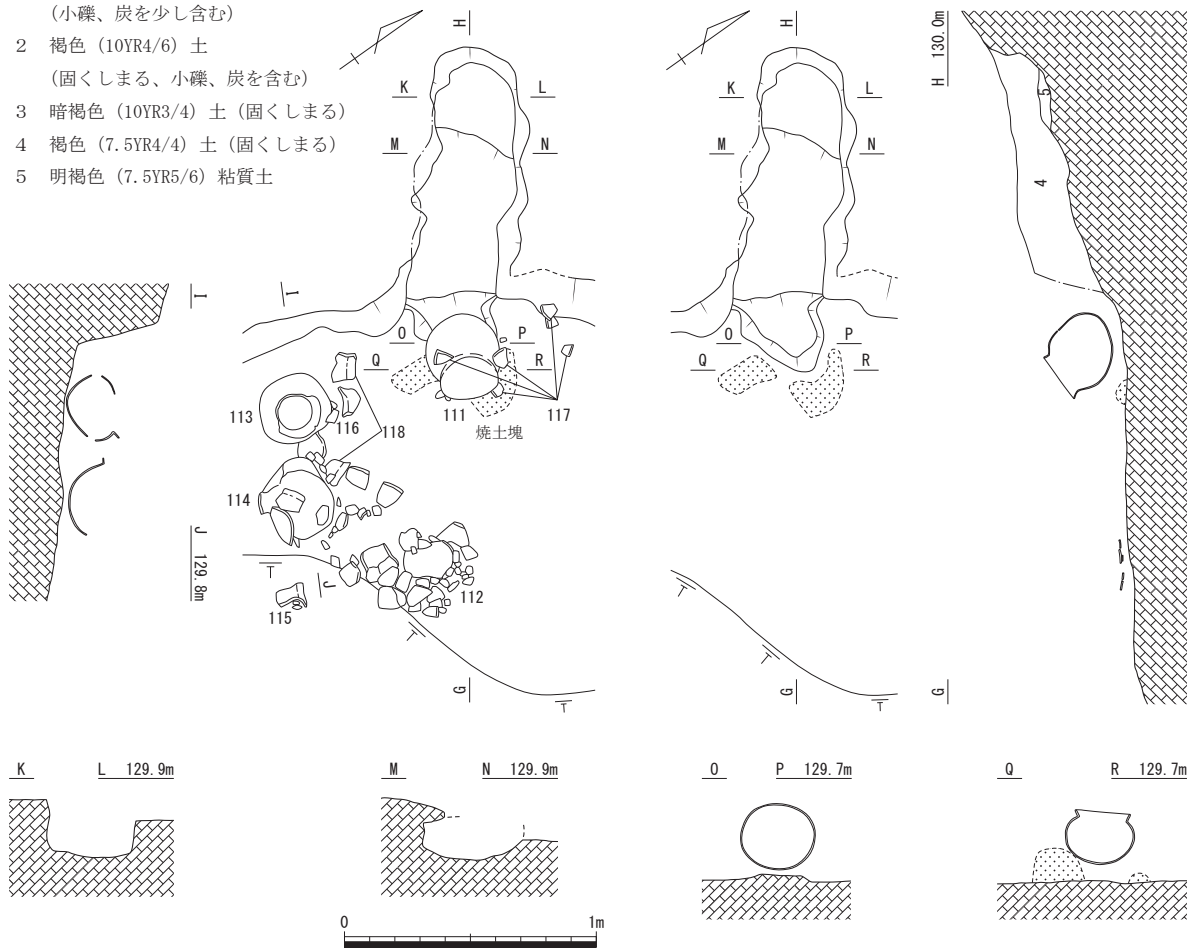 (小礫、炭を少し含む)
2 褐色 (10YR4/6) 土
(固くしまる、小礫、炭を含む)
3 暗褐色 (10YR3/4) 土 (固くしまる)
4 褐色 (7.5YR4/4) 土 (固くしまる)
5 明褐色 (7.5YR5/6) 粘質土
H
K L
M N
I I
O P
Q R
113 116 118 111 117
焼土塊
114
J 129.8m
J
115 112
G
H
K L
M N
O P
Q R
G
H 130.0m
5
4
G
K L 129.9m
M N 129.9m
O P 129.7m
Q R 129.7m
0 1m